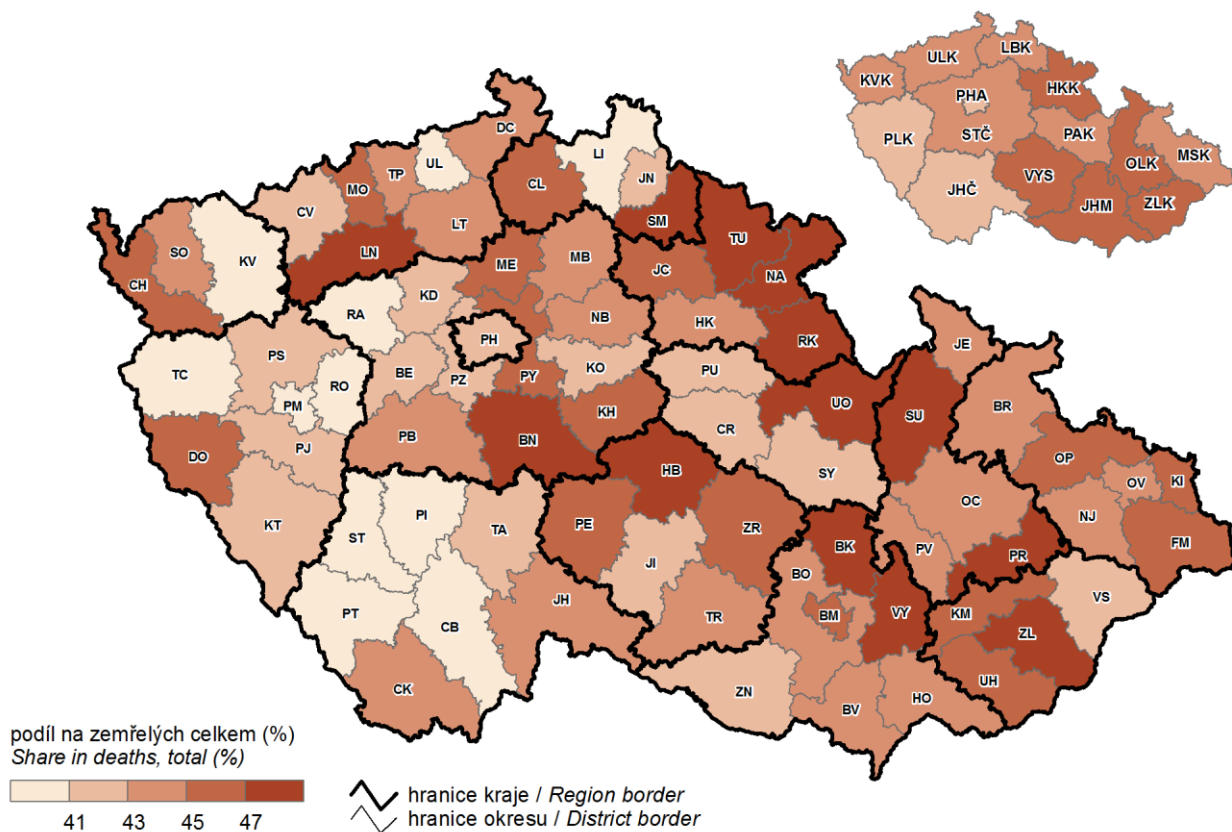 LBK
ULK
KVK
HKK
PHA
PLK
STČ
PAK
MSK
OLK
VYS
JHČ
JHM
ZLK
DC
UL
LI
TP
JN
MO
CL
CV
LT
SM
TU
SO
LN
KV
ME
MB
JC
NA
CH
KD
RA
NB
HK
RK
PH
JE
PS
TC
RO
BE
PZ
PY
KO
PU
PM
KH
UO
SU
BR
PB
BN
CR
DO
PJ
OP
HB
SY
OV
KI
OC
KT
ST
PI
TA
PE
ZR
NJ
FM
BK
PV
PR
JI
BO
VS
JH
PT
CB
TR
BM
VY
KM
ZL
CK
ZN
HO
UH
BV
podíl na zemřelých celkem (%)
Share in deaths, total (%)
41 43 45 47
hranice kraje / Region border
hranice okresu / District border